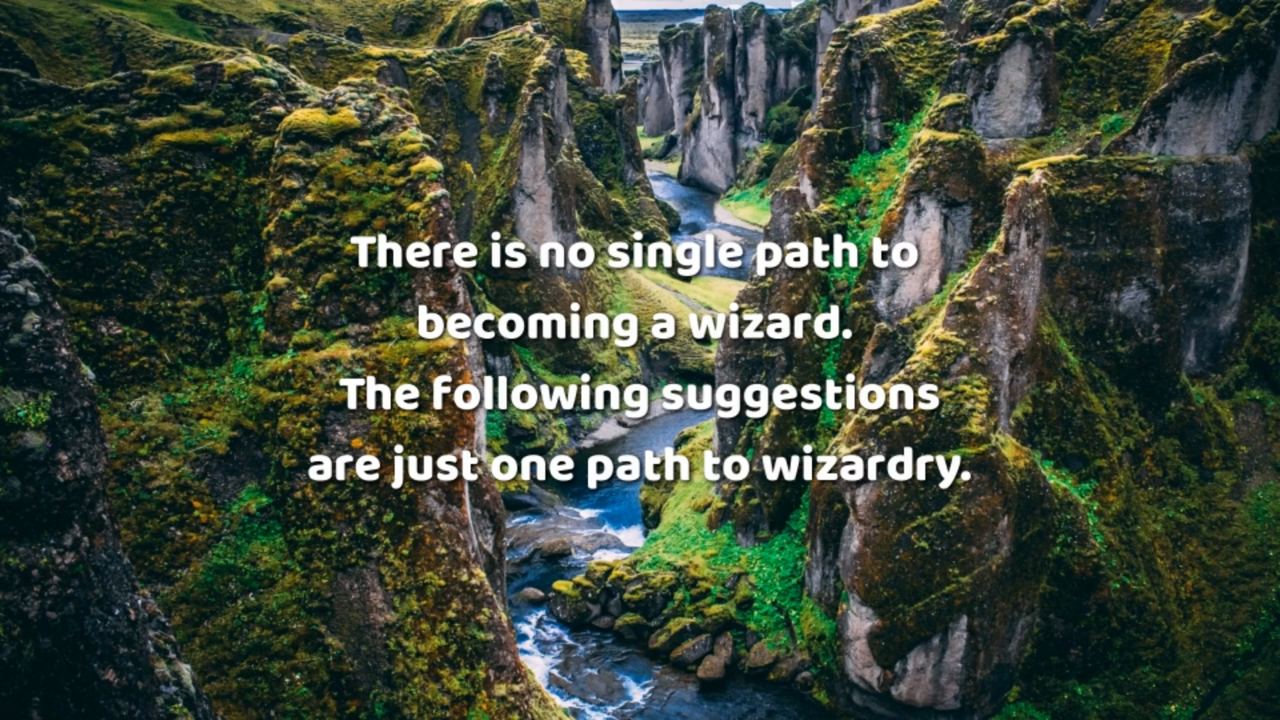 There is no single path to
becoming a wizard.
The following suggestions
are just one path to wizardry.